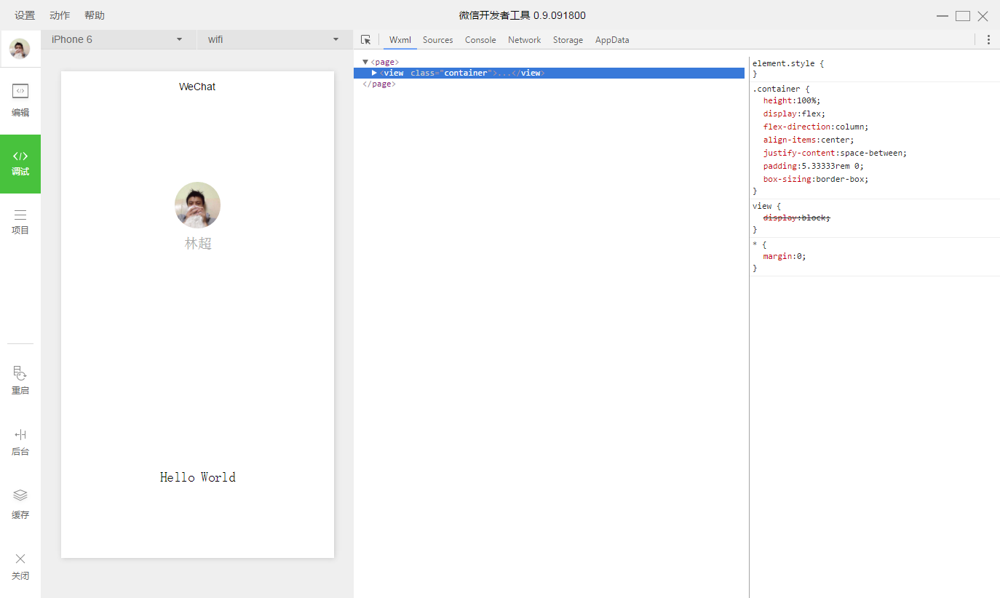 设置 动作 帮助 微信开发者工具 0.9.091800
iPhone 6 wifi
Wxml Sources Console Network Storage AppData
编辑
调试
项目
重启
后台
缓存
关闭
WeChat
林超
Hello World
▼<page>
▶<view class="container">...</view>
</page>
element.style {
}
.container {
height:100%;
display:flex;
flex-direction:column;
align-items:center;
justify-content:space-between;
padding:5.33333rem 0;
box-sizing:border-box;
}
view {
display:block;
}
* {
margin:0;
}